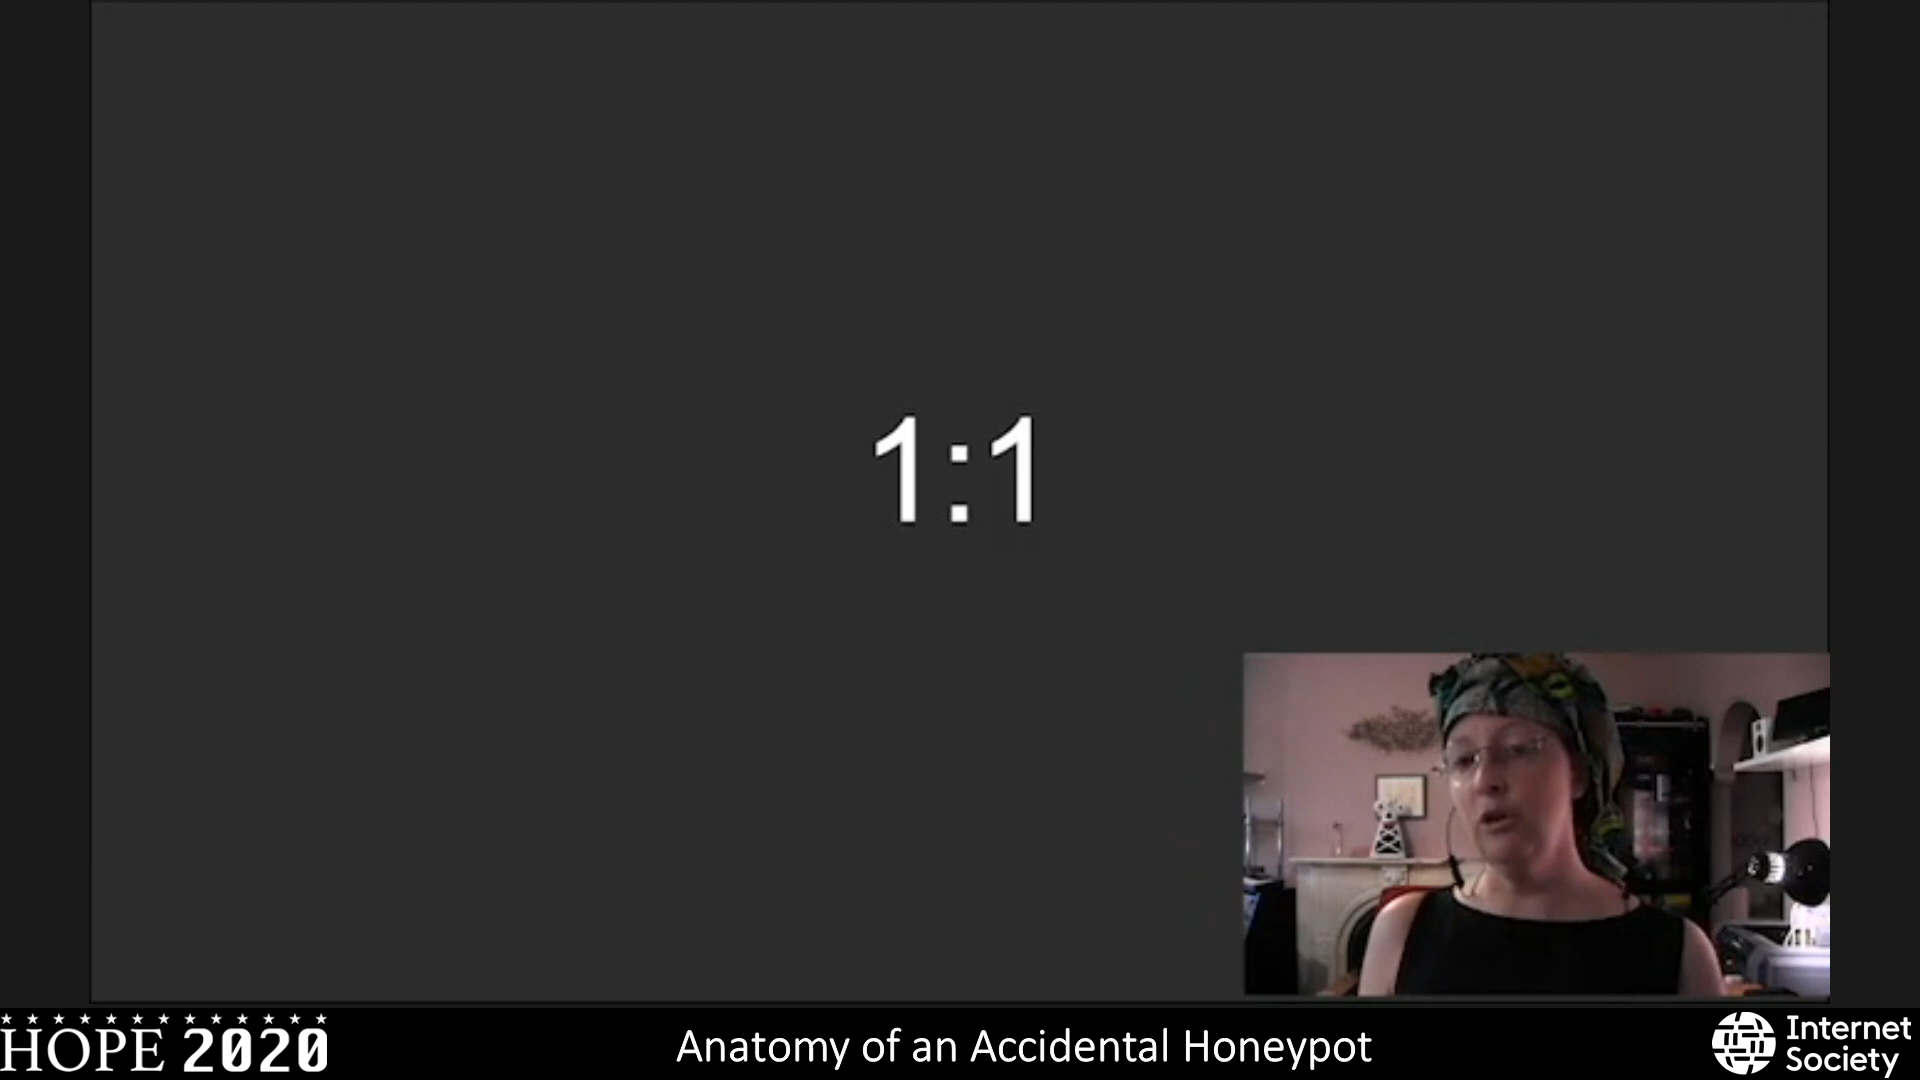 1:1
HOPE 2020
Anatomy of an Accidental Honeypot
Internet
Society